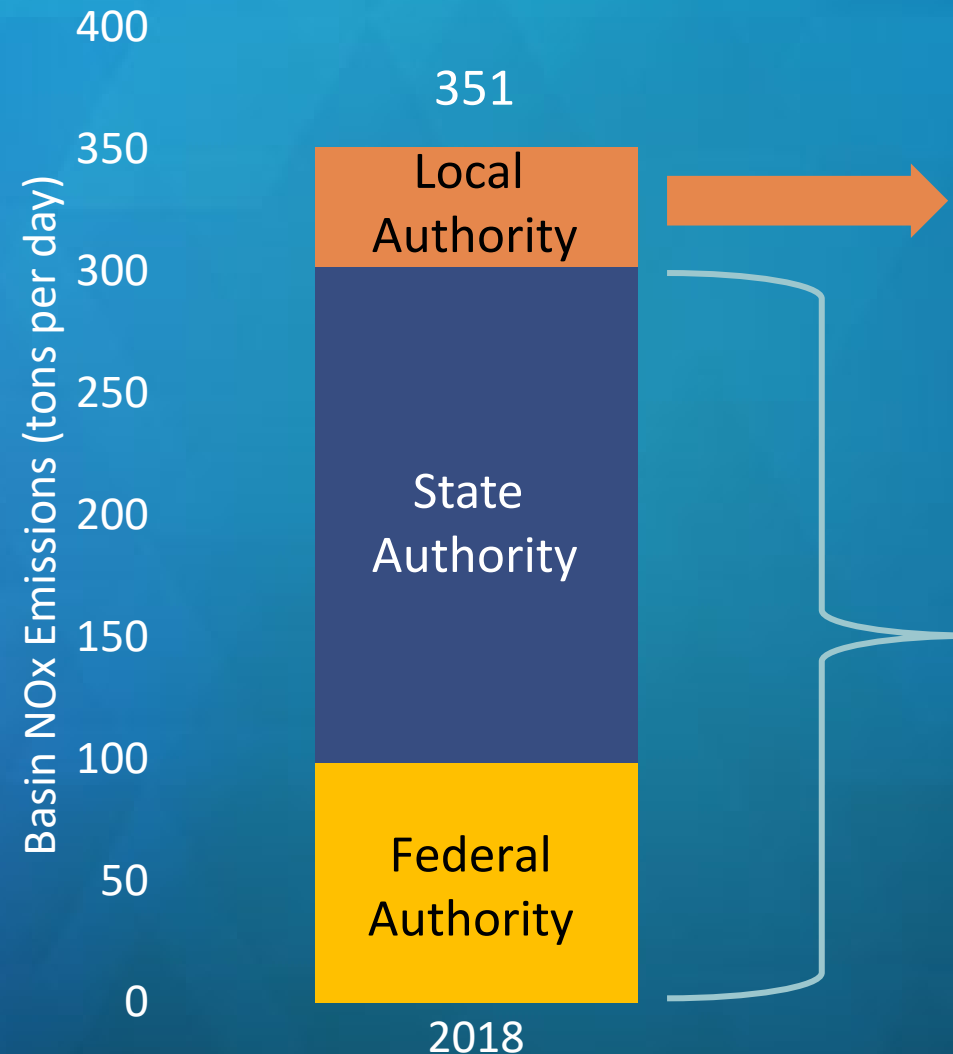 Basin NOx Emissions (tons per day)
400
350
300
250
200
150
100
50
0
351
Local
Authority
State
Authority
Federal
Authority
2018